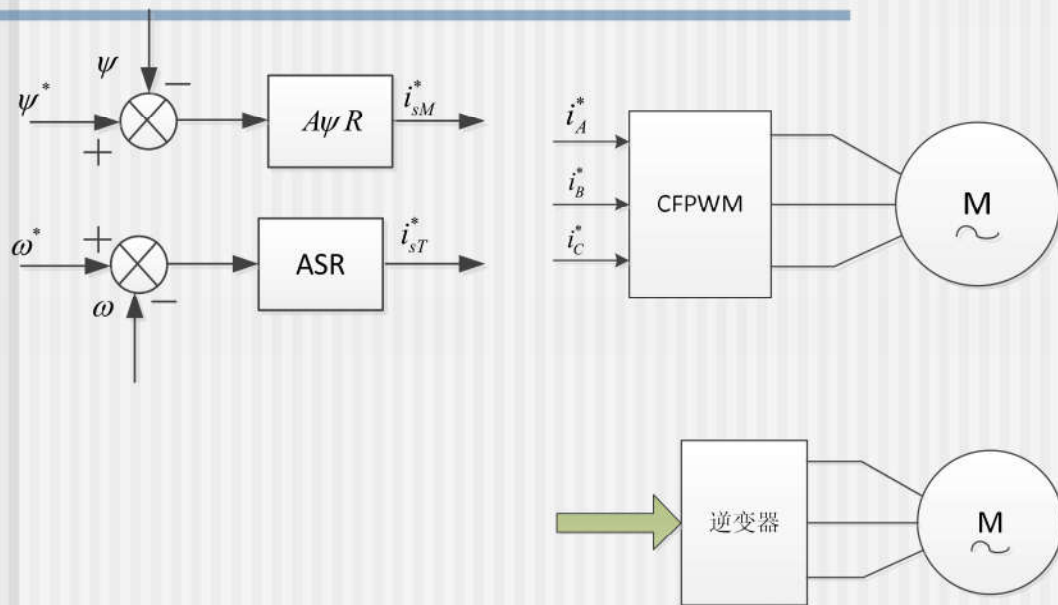 ψ
−
ψ*
+
AψR
i*sM
ω*
+
−
ω
ASR
i*sT
i*A
i*B
i*C
CFPWM
M
~
逆变器
M
~